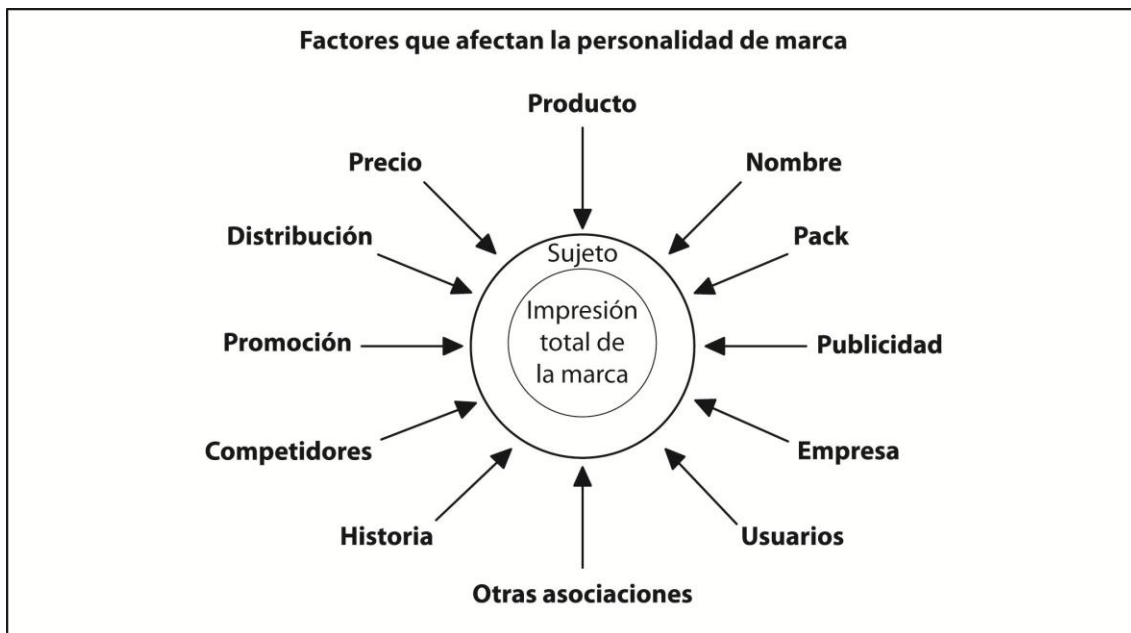 Factores que afectan la personalidad de marca
Producto
Precio
Nombre
Distribución
Pack
Sujeto
Impresión
total de
la marca
Promoción
Publicidad
Competidores
Empresa
Historia
Usuarios
Otras asociaciones